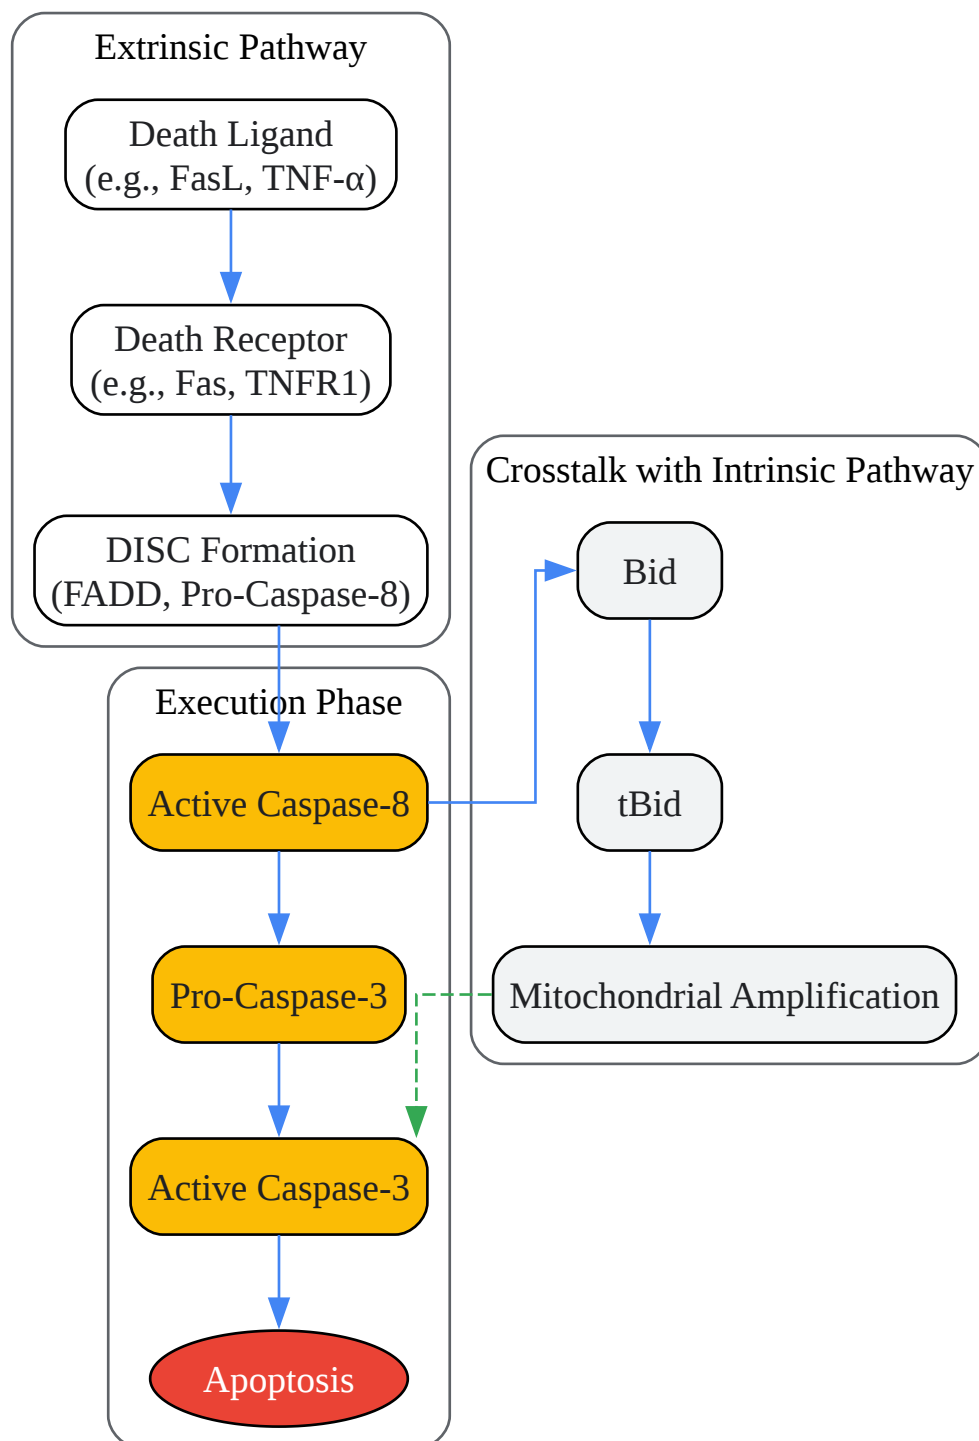 Extrinsic Pathway
Death Ligand
(e.g., FasL, TNF-α)
Death Receptor
(e.g., Fas, TNFR1)
DISC Formation
(FADD, Pro-Caspase-8)
Crosstalk with Intrinsic Pathway
Bid
tBid
Mitochondrial Amplification
Execution Phase
Active Caspase-8
Pro-Caspase-3
Active Caspase-3
Apoptosis